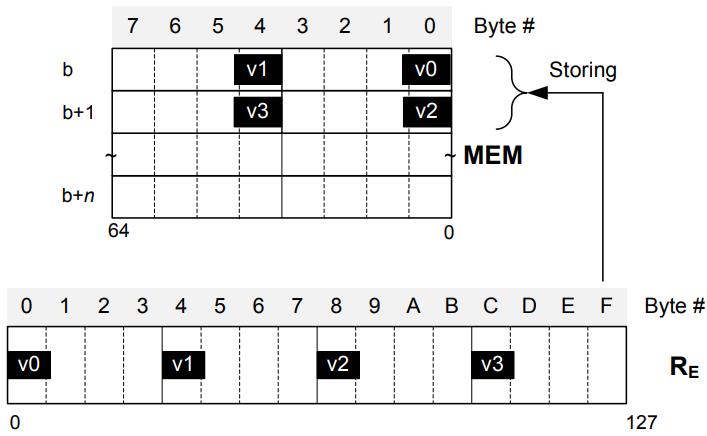 7 6 5 4 3 2 1 0 Byte #
b v1 v0 Storing
b+1 v3 v2
~ ~ MEM
b+n
64 0
0 1 2 3 4 5 6 7 8 9 A B C D E F Byte #
v0 v1 v2 v3 RE
0 127